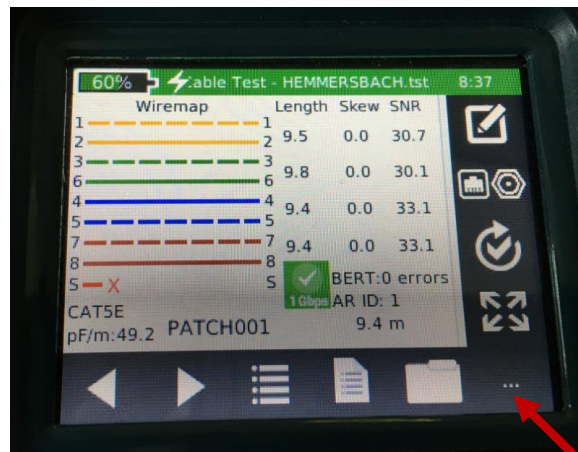 60% Cable Test - HEMMERSBACH.tst 8:37
Wiremap Length Skew SNR
1 1
2 2 9.5 0.0 30.7
3 3
6 6 9.8 0.0 30.1
4 4
5 5 9.4 0.0 33.1
7 7
8 8 9.4 0.0 33.1
S X S
1 Gbps BERT:0 errors
CAT5E AR ID: 1
pF/m:49.2 PATCH001 9.4 m
...